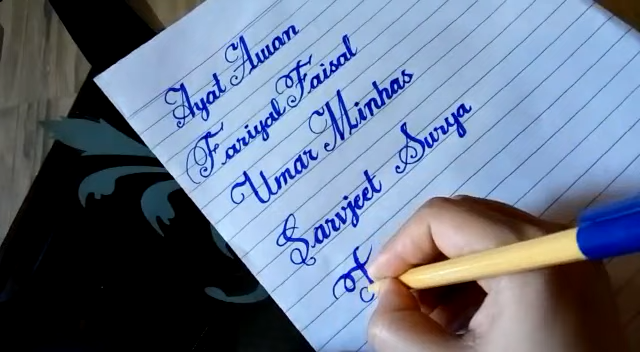 Ayat Awan
Fariyal Faisal
Umar Minhas
Sarvjeet Surya